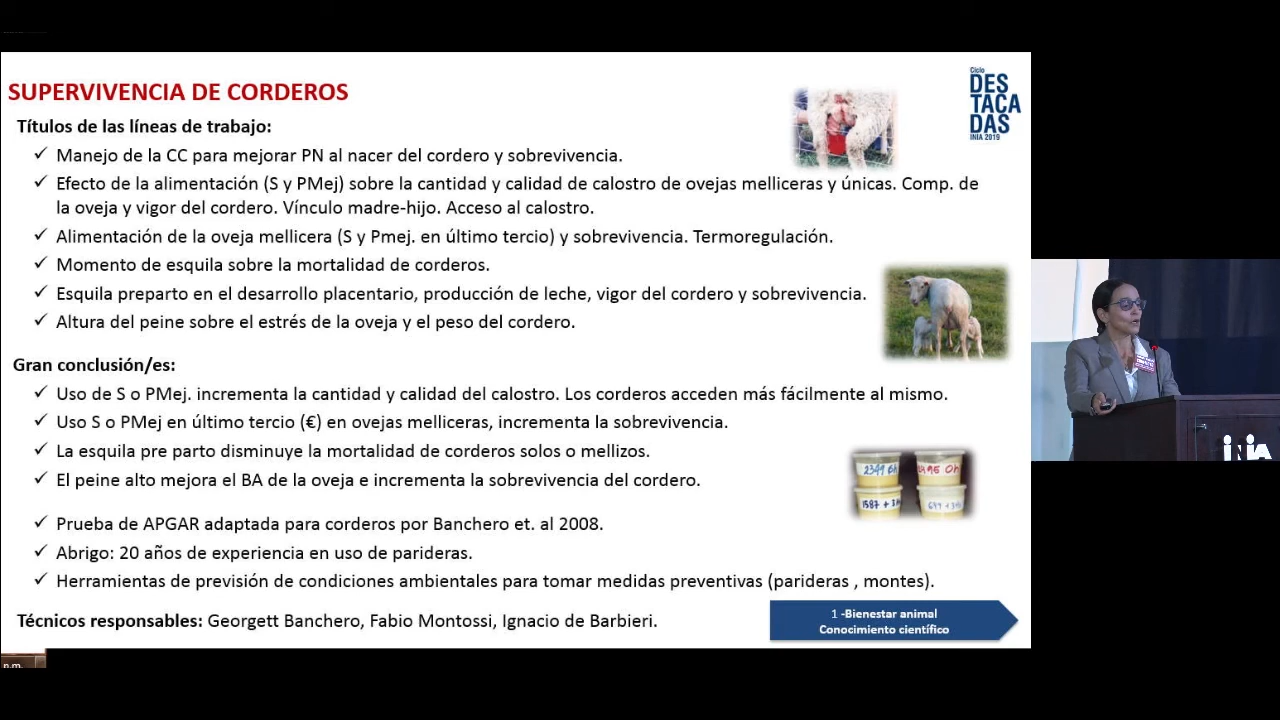 SUPERVIVENCIA DE CORDEROS
Ciclo
DES
TACA
DAS
INIA 2019
Títulos de las líneas de trabajo:
✓ Manejo de la CC para mejorar PN al nacer del cordero y sobrevivencia.
✓ Efecto de la alimentación (S y PMej) sobre la cantidad y calidad de calostro de ovejas melliceras y únicas. Comp. de
la oveja y vigor del cordero. Vínculo madre-hijo. Acceso al calostro.
✓ Alimentación de la oveja mellicera (S y Pmej. en último tercio) y sobrevivencia. Termoregulación.
✓ Momento de esquila sobre la mortalidad de corderos.
✓ Esquila preparto en el desarrollo placentario, producción de leche, vigor del cordero y sobrevivencia.
✓ Altura del peine sobre el estrés de la oveja y el peso del cordero.
Gran conclusión/es:
✓ Uso de S o PMej. incrementa la cantidad y calidad del calostro. Los corderos acceden más fácilmente al mismo.
✓ Uso S o PMej en último tercio (€) en ovejas melliceras, incrementa la sobrevivencia.
✓ La esquila pre parto disminuye la mortalidad de corderos solos o mellizos.
✓ El peine alto mejora el BA de la oveja e incrementa la sobrevivencia del cordero.
2349 6h
1587 + 3h
✓ Prueba de APGAR adaptada para corderos por Banchero et. al 2008.
✓ Abrigo: 20 años de experiencia en uso de parideras.
✓ Herramientas de previsión de condiciones ambientales para tomar medidas preventivas (parideras , montes).
Técnicos responsables: Georgett Banchero, Fabio Montossi, Ignacio de Barbieri.
1 -Bienestar animal
Conocimiento científico
p.m.
INIA